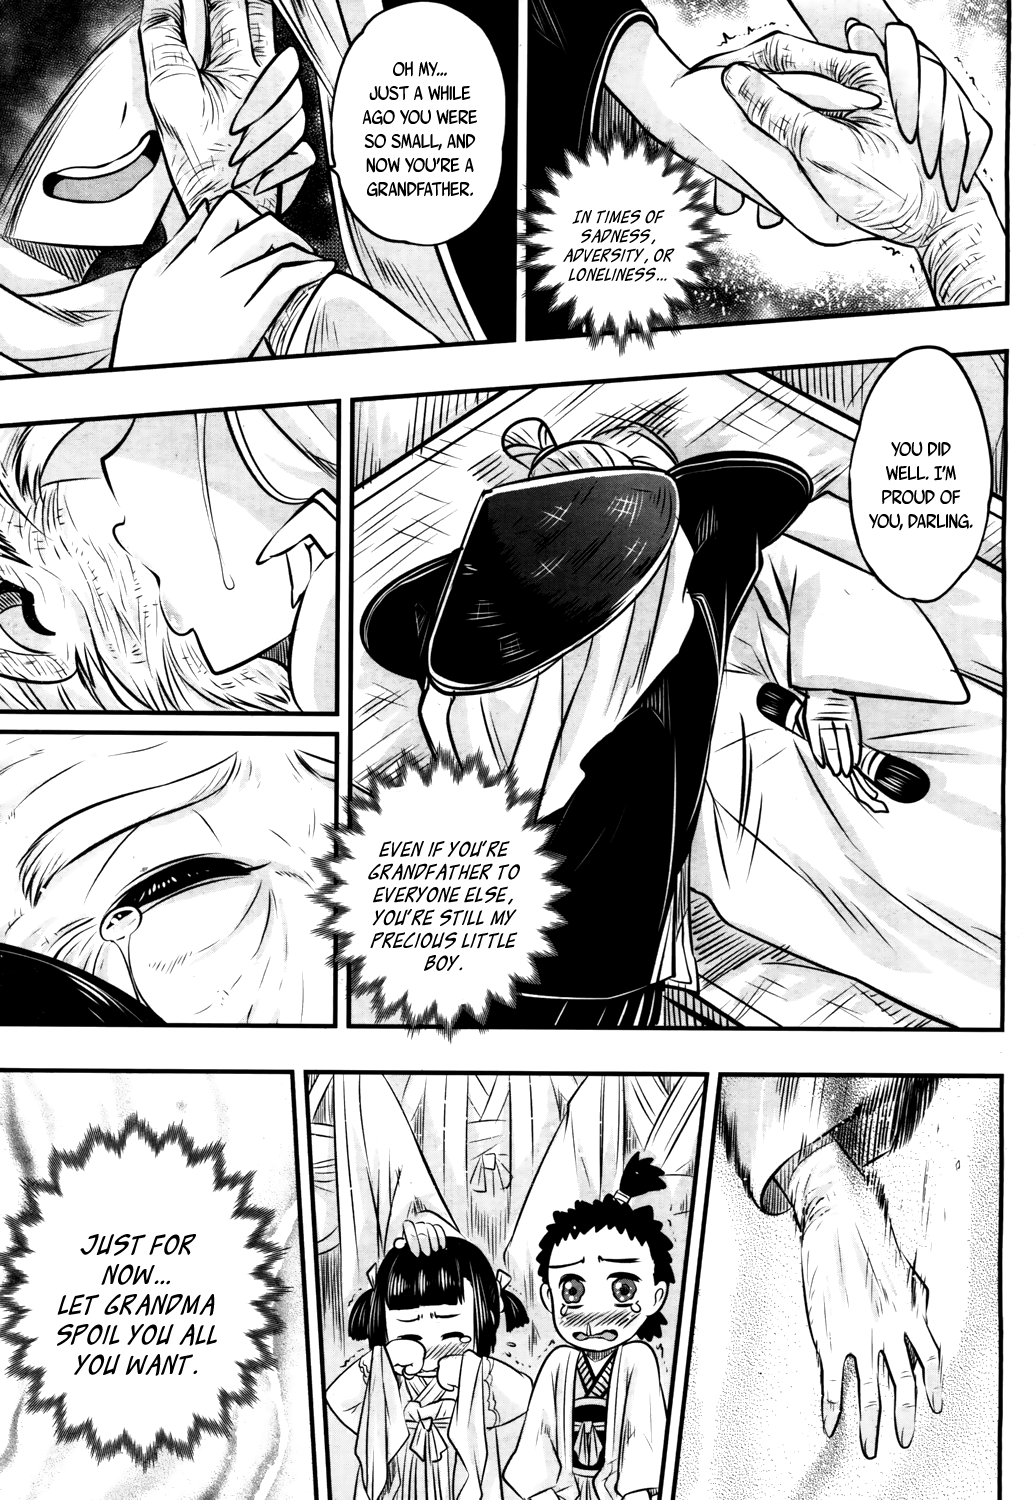 IN TIMES OF
SADNESS,
ADVERSITY, OR
LONELINESS...
OH MY...
JUST A WHILE
AGO YOU WERE
SO SMALL, AND
NOW YOU'RE A
GRANDFATHER.
YOU DID
WELL. I'M
PROUD OF
YOU, DARLING.
EVEN IF YOU'RE
GRANDFATHER TO
EVERYONE ELSE,
YOU'RE STILL MY
PRECIOUS LITTLE
BOY.
JUST FOR
NOW...
LET GRANDMA
SPOIL YOU ALL
YOU WANT.